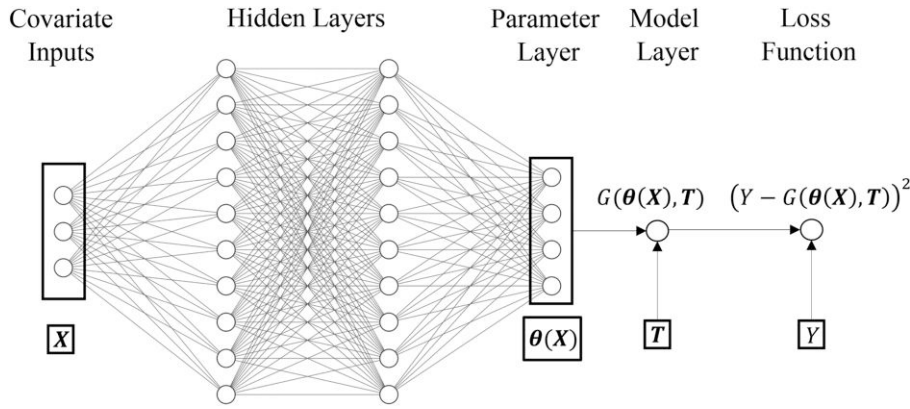 Covariate
Inputs
Hidden Layers
Parameter
Layer
Model
Layer
Loss
Function
G(θ(X), T)
(Y − G(θ(X), T))²
X
θ(X)
T
Y